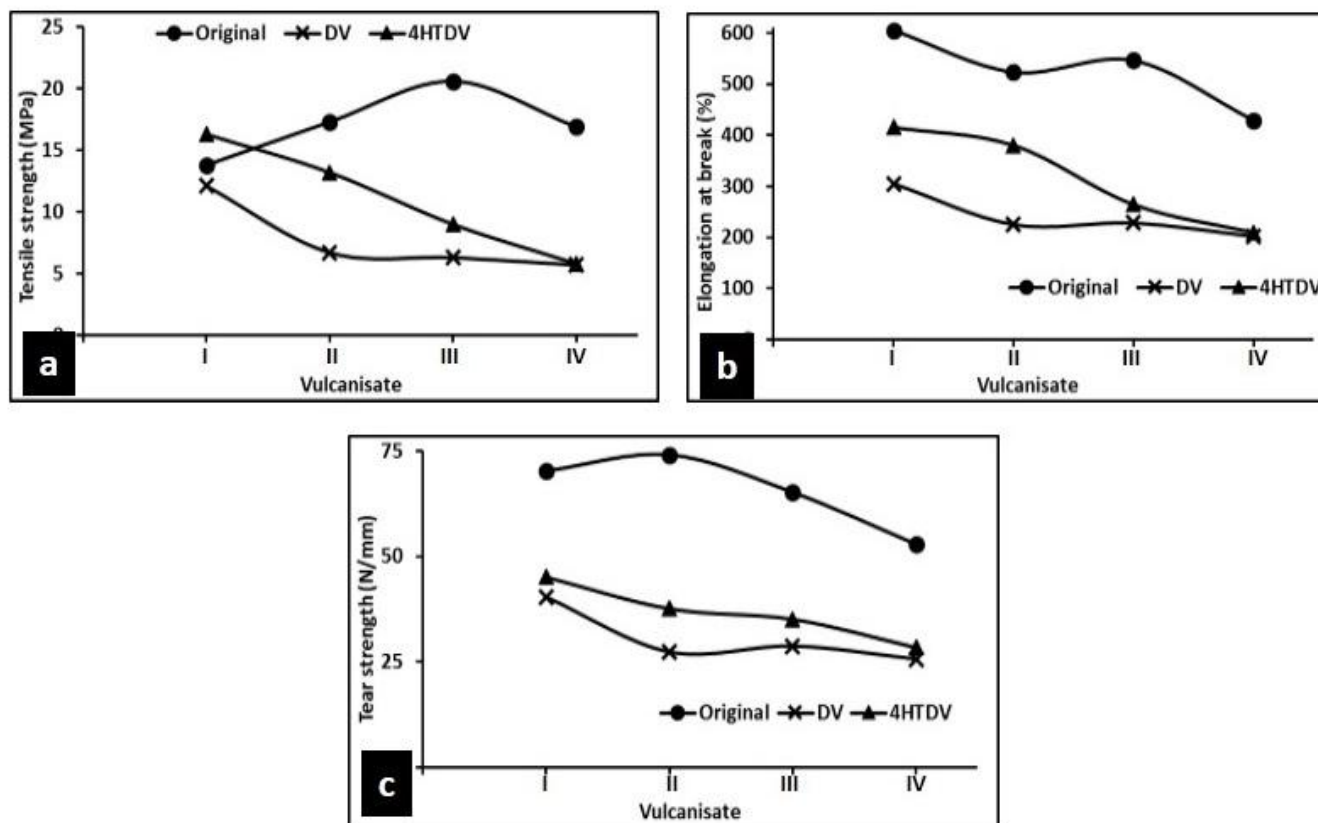 25
20
15
10
5
Tensile strength (MPa)
Original DV 4HTDV
I II III IV
Vulcanisate
a
600
500
400
300
200
100
Elongation at break (%)
Original DV 4HTDV
I II III IV
Vulcanisate
b
75
50
25
Tear strength (N/mm)
Original DV 4HTDV
I II III IV
Vulcanisate
c